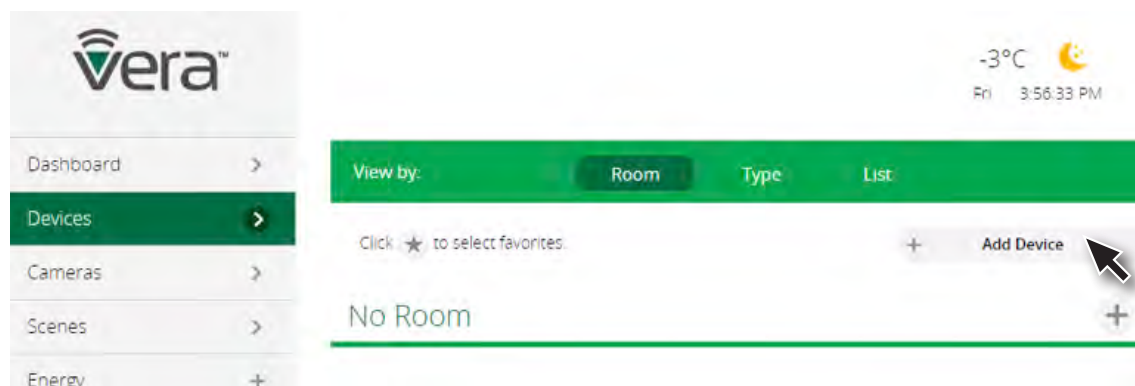 vera™
-3°C
Fri 3:56:33 PM
Dashboard
Devices
Cameras
Scenes
Energy
View by: Room Type List
Click ★ to select favorites.
+ Add Device
No Room +